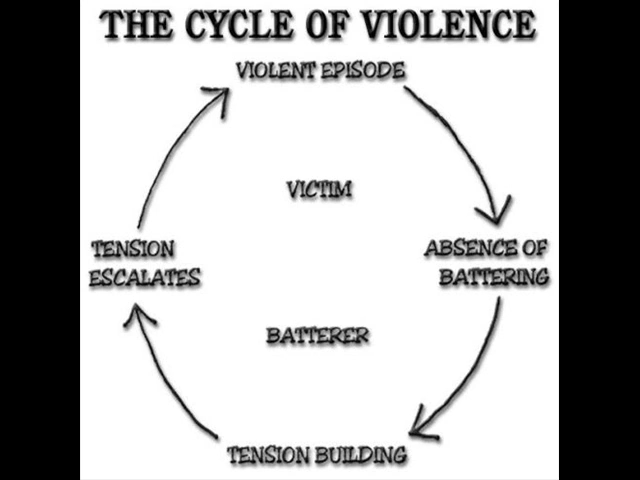 THE CYCLE OF VIOLENCE
VIOLENT EPISODE
VICTIM
TENSION
ESCALATES
ABSENCE OF
BATTERING
BATTERER
TENSION BUILDING